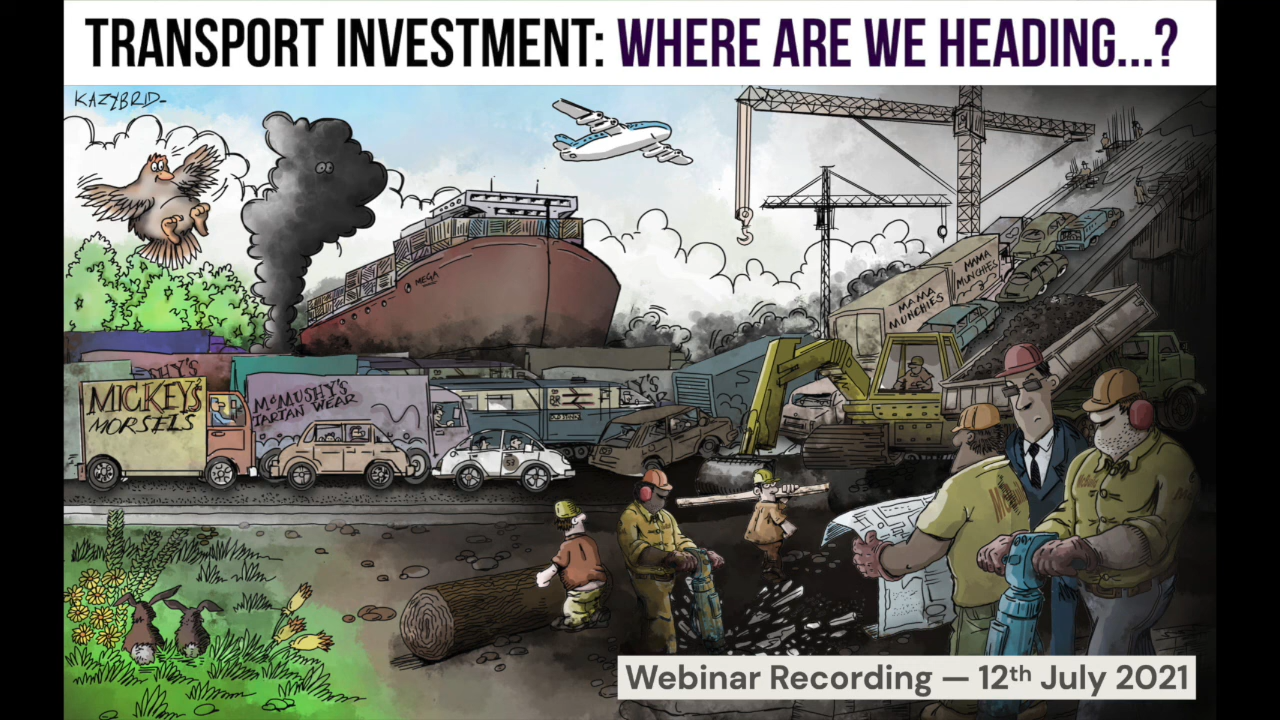 TRANSPORT INVESTMENT: WHERE ARE WE HEADING...?
KAZYBRID-
MEGA
MAMA MUNCHIES
MAMA MUNCHIES
MICKEY'S
MORSELS
McMUSHY'S
TARTAN WEAR
BR
Webinar Recording — 12th July 2021